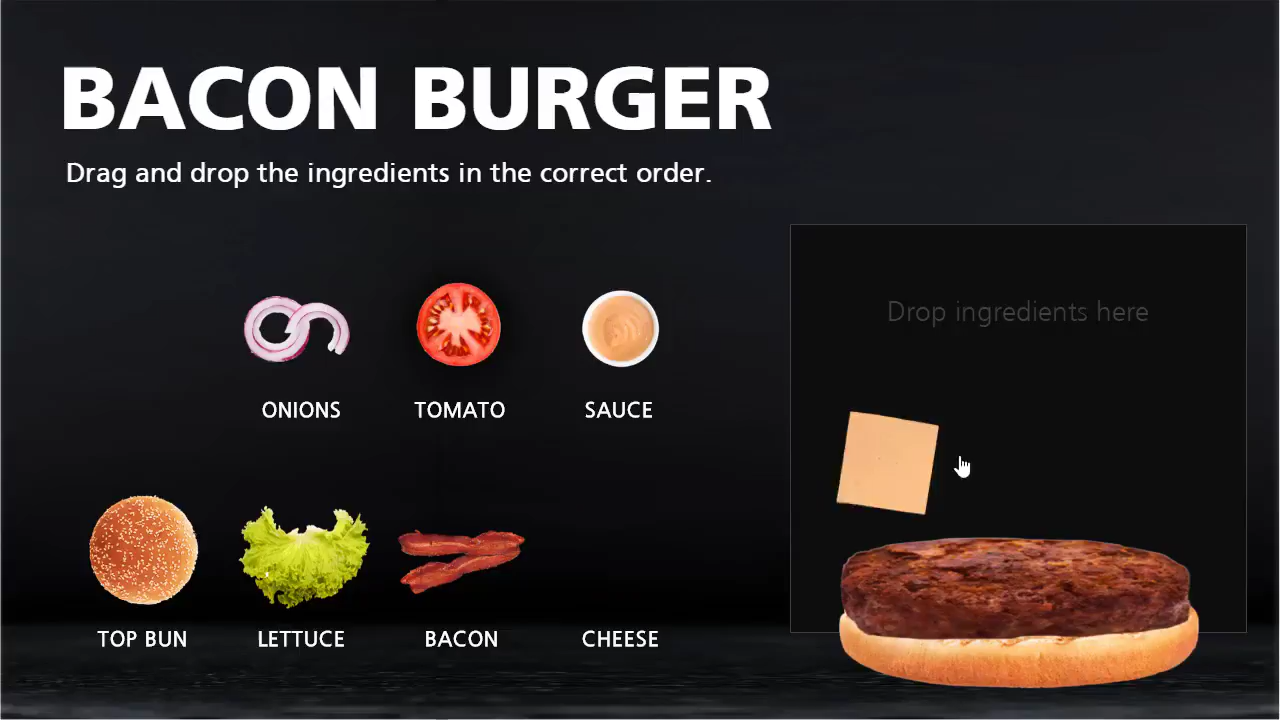 BACON BURGER
Drag and drop the ingredients in the correct order.
Drop ingredients here
ONIONS
TOMATO
SAUCE
TOP BUN
LETTUCE
BACON
CHEESE